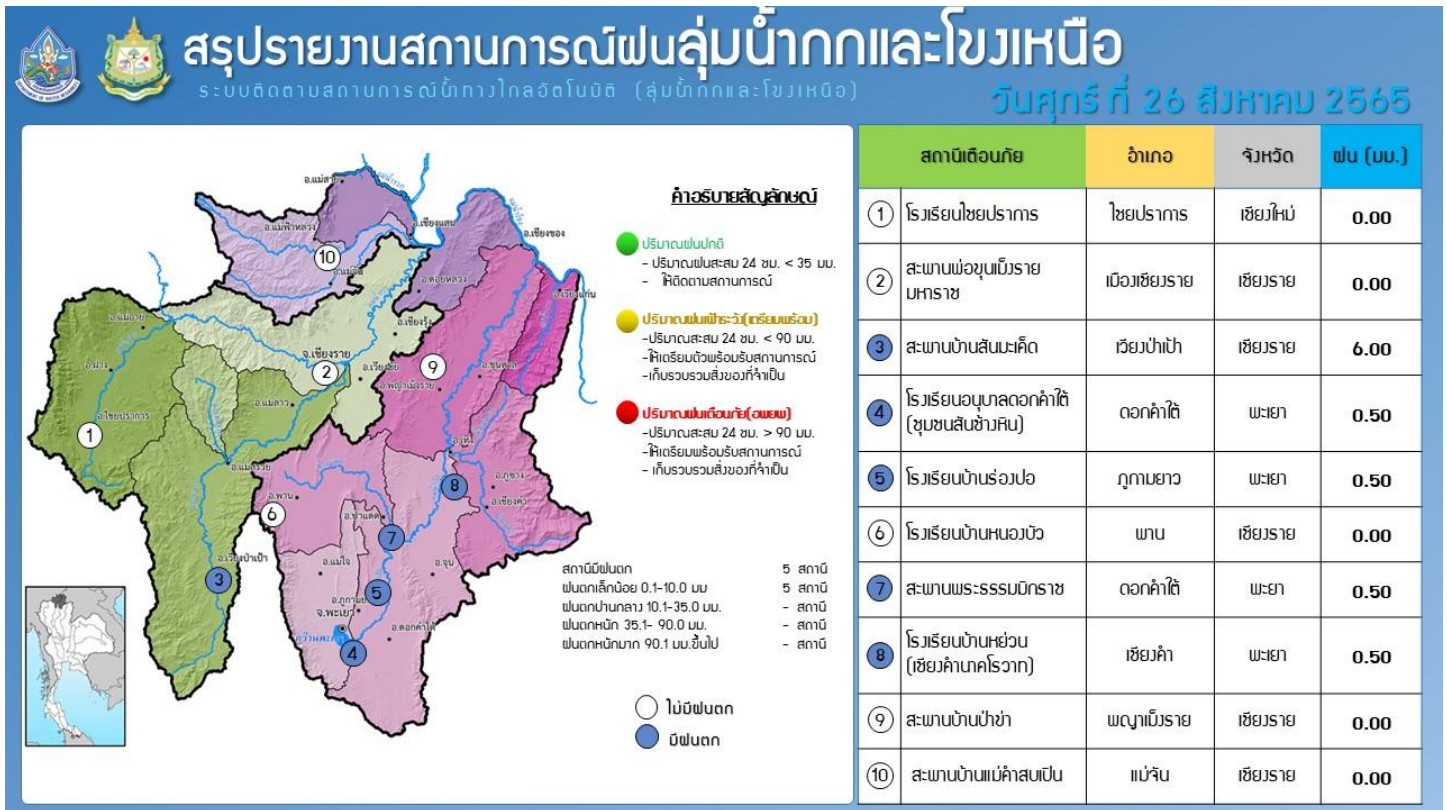 สรุปรายงานสถานการณ์ฝนลุ่มน้ำกกและโขงเหนือ
ระบบติดตามสถานการณ์น้ำทางไกลอัตโนมัติ (ลุ่มน้ำกกและโขงเหนือ)
วันศุกร์ ที่ 26 สิงหาคม 2565
คำอธิบายสัญลักษณ์
ปริมาณฝนปกติ
- ปริมาณฝนสะสม 24 ชม. < 35 มม.
- ให้ติดตามสถานการณ์
ปริมาณฝนเฝ้าระวัง(เตรียมพร้อม)
-ปริมาณสะสม 24 ชม. < 90 มม.
-ให้เตรียมตัวพร้อมรับสถานการณ์
-เก็บรวบรวมสิ่งของที่จำเป็น
ปริมาณฝนเตือนภัย(อพยพ)
-ปริมาณสะสม 24 ชม. > 90 มม.
-ให้เตรียมพร้อมรับสถานการณ์
- เก็บรวบรวมสิ่งของที่จำเป็น
อ.แม่สาย
อ.แม่ฟ้าหลวง
อ.เชียงแสน
อ.เชียงของ
10
อ.แม่จัน
อ.ดอยหลวง
อ.เวียงแก่น
อ.แม่อาย
อ.เชียงรุ้ง
จ.เชียงราย
2
อ.เวียงชัย
9
อ.ขุนตาล
อ.ฝาง
อ.พญาเม็งราย
อ.ไชยปราการ
อ.แม่ลาว
1
อ.เทิง
อ.แม่สรวย
8
อ.ภูซาง
อ.พาน
อ.เชียงคำ
6
อ.ป่าแดด
7
อ.เวียงป่าเป้า
อ.แม่ใจ
อ.จุน
3
5
อ.ภูกามยาว
จ.พะเยา
อ.ดอกคำใต้
กว๊านพะเยา
4
สถานีมีฝนตก 5 สถานี
ฝนตกเล็กน้อย 0.1-10.0 มม 5 สถานี
ฝนตกปานกลาง 10.1-35.0 มม. - สถานี
ฝนตกหนัก 35.1- 90.0 มม. - สถานี
ฝนตกหนักมาก 90.1 มม.ขึ้นไป - สถานี
ไม่มีฝนตก
มีฝนตก
สถานีเตือนภัย อำเภอ จังหวัด ฝน (มม.)
1 โรงเรียนไชยปราการ ไชยปราการ เชียงใหม่ 0.00
2 สะพานพ่อขุนเม็งราย
มหาราช เมืองเชียงราย เชียงราย 0.00
3 สะพานบ้านสันมะเค็ด เวียงป่าเป้า เชียงราย 6.00
4 โรงเรียนอนุบาลดอกคำใต้
(ชุมชนสันช้างหิน) ดอกคำใต้ พะเยา 0.50
5 โรงเรียนบ้านร่องปอ ภูกามยาว พะเยา 0.50
6 โรงเรียนบ้านหนองบัว พาน เชียงราย 0.00
7 สะพานพระธรรมมิกราช ดอกคำใต้ พะเยา 0.50
8 โรงเรียนบ้านหย่วน
(เชียงคำนาคโรวาท) เชียงคำ พะเยา 0.50
9 สะพานบ้านป่าข่า พญาเม็งราย เชียงราย 0.00
10 สะพานบ้านแม่คำสบเปิน แม่จัน เชียงราย 0.00